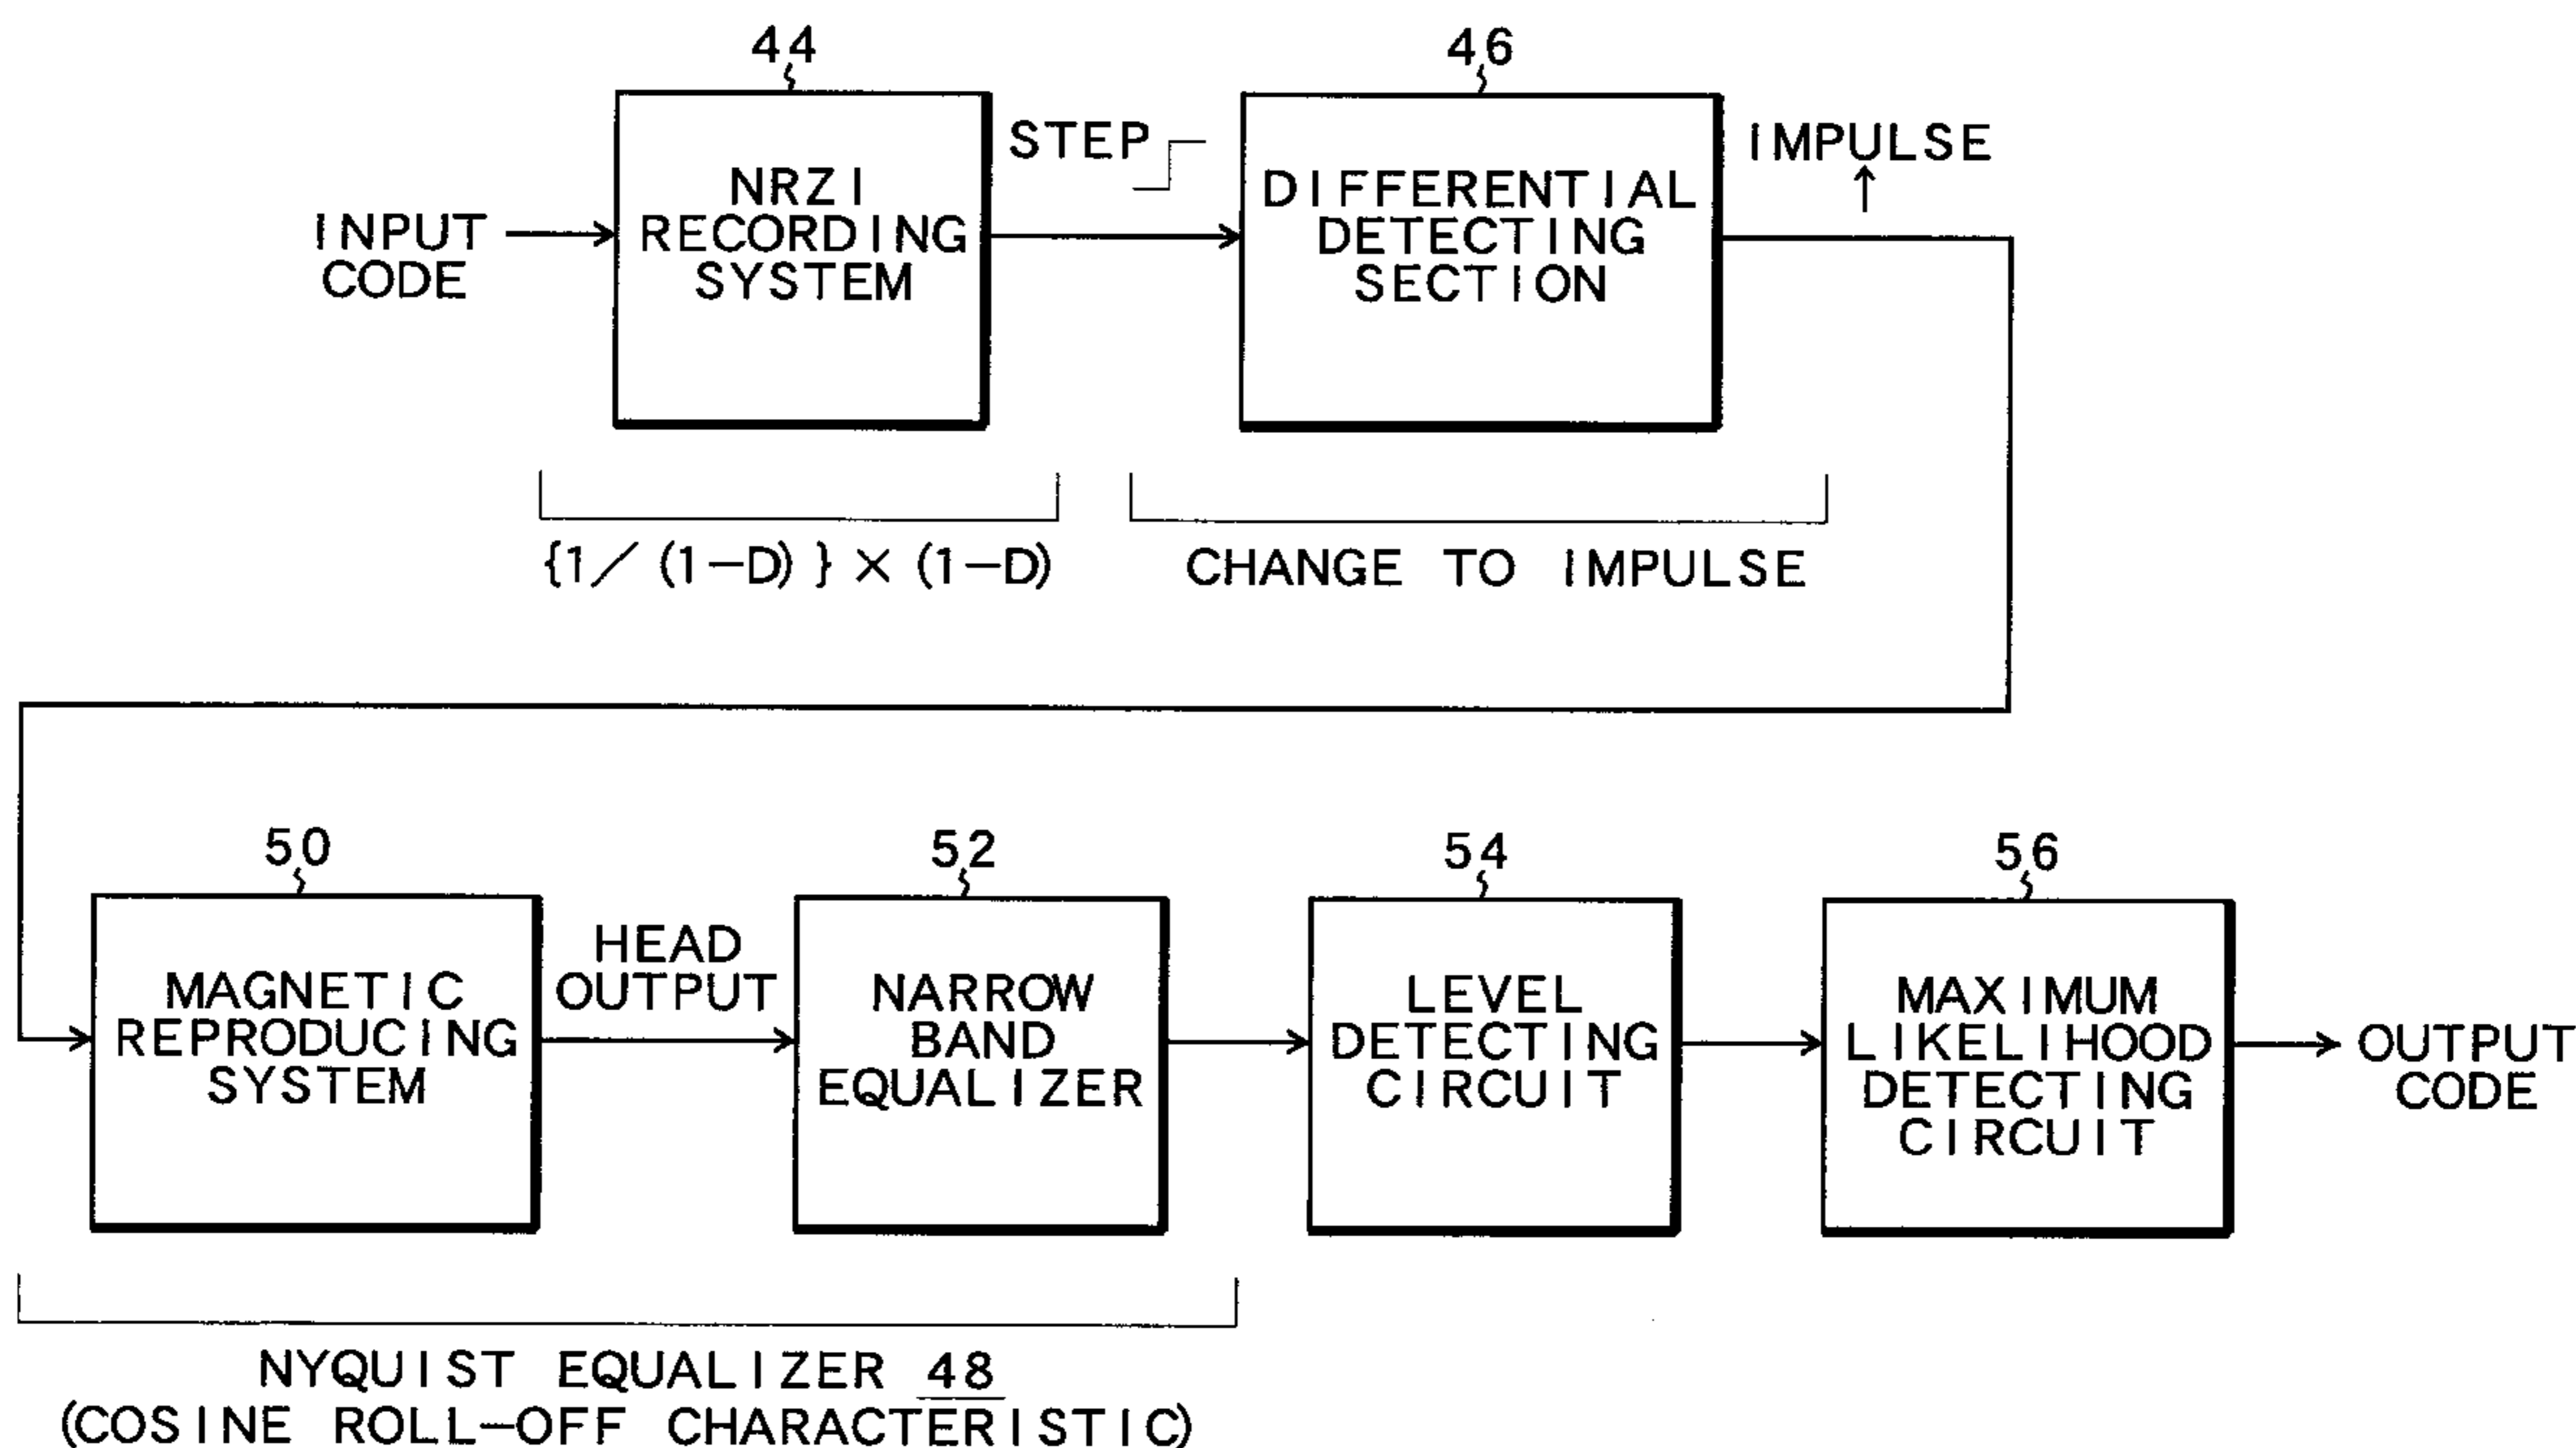 44
46
INPUT
CODE
NRZI
RECORDING
SYSTEM
STEP
DIFFERENTIAL
DETECTING
SECTION
IMPULSE
{1/(1-D)}×(1-D)
CHANGE TO IMPULSE
50
52
54
56
MAGNETIC
REPRODUCING
SYSTEM
HEAD
OUTPUT
NARROW
BAND
EQUALIZER
LEVEL
DETECTING
CIRCUIT
MAXIMUM
LIKELIHOOD
DETECTING
CIRCUIT
OUTPUT
CODE
NYQUIST EQUALIZER 48
(COSINE ROLL-OFF CHARACTERISTIC)